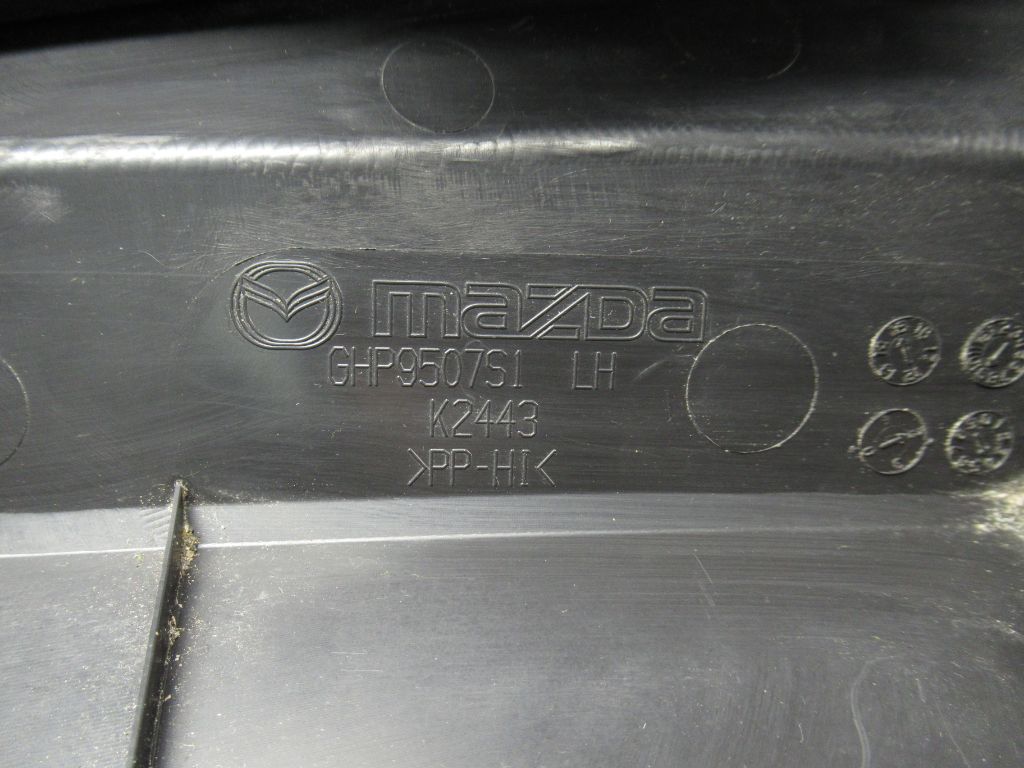 mazda
GHP9507S1 LH
K2443
>PP-HI<